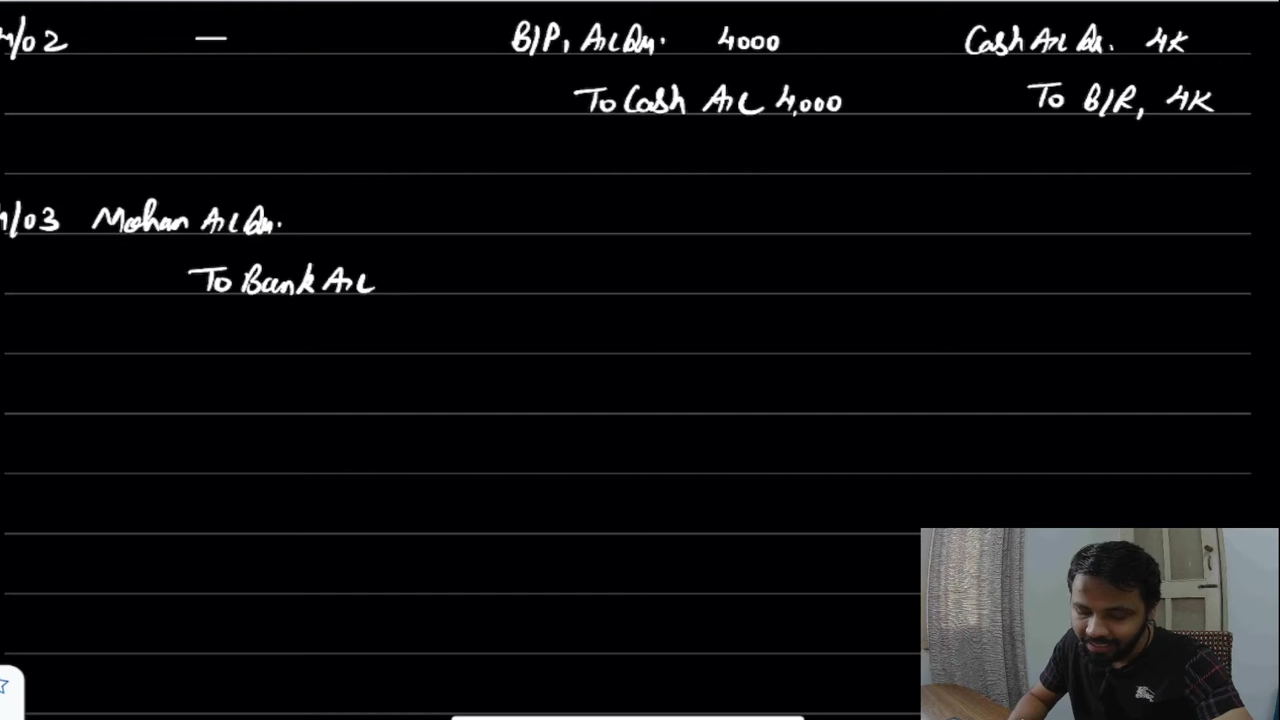 4/02 — B/P, A/c Dr. 4000 Cash A/c Dr. 4K
To Cash A/c 4,000 To B/R, 4K
4/03 Mohan A/c Dr.
To Bank A/c